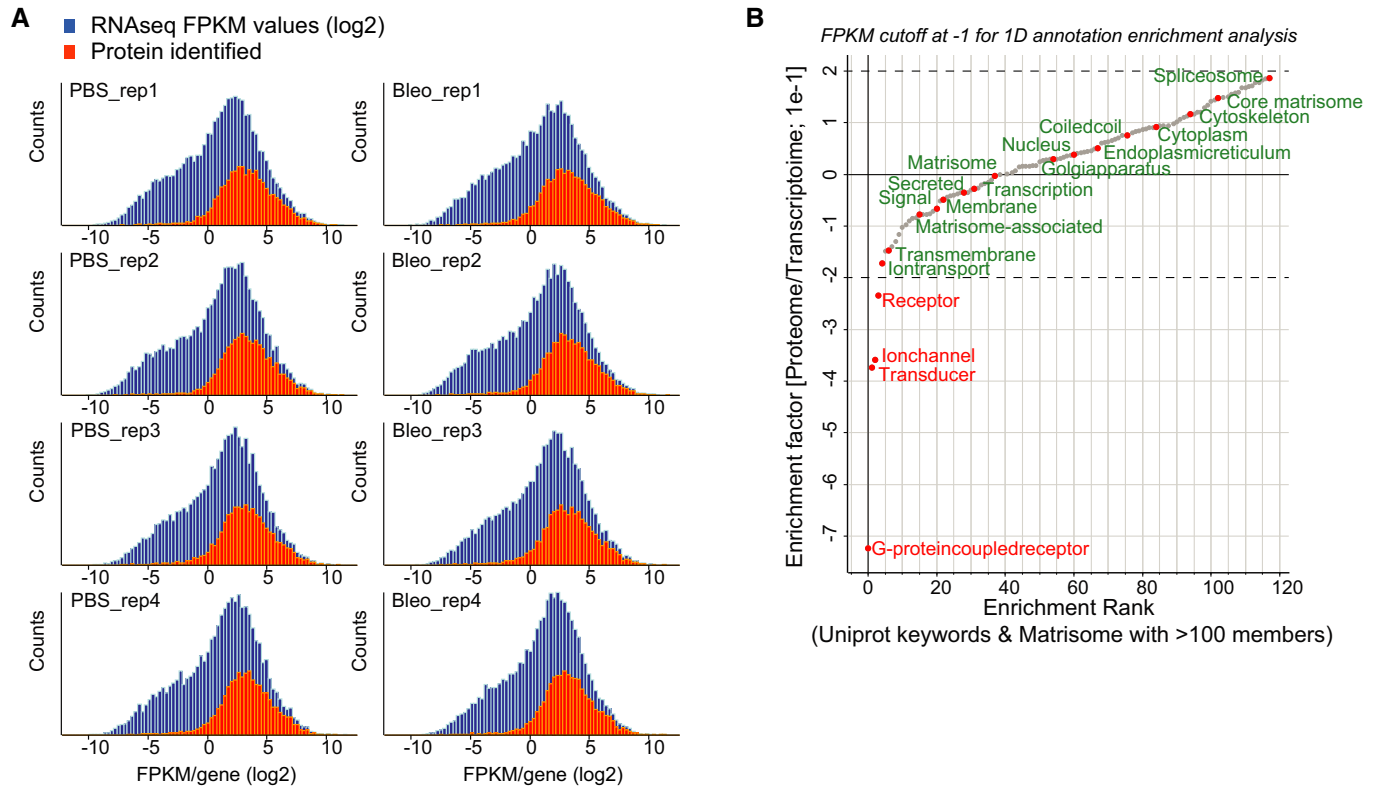 A
RNAseq FPKM values (log2)
Protein identified
PBS_rep1
Counts
-10 -5 0 5 10
Bleo_rep1
Counts
-10 -5 0 5 10
PBS_rep2
Counts
-10 -5 0 5 10
Bleo_rep2
Counts
-10 -5 0 5 10
PBS_rep3
Counts
-10 -5 0 5 10
Bleo_rep3
Counts
-10 -5 0 5 10
PBS_rep4
Counts
-10 -5 0 5 10
FPKM/gene (log2)
Bleo_rep4
Counts
-10 -5 0 5 10
FPKM/gene (log2)
B
FPKM cutoff at -1 for 1D annotation enrichment analysis
Enrichment factor [Proteome/Transcriptoime; 1e-1]
2
1
0
-1
-2
-3
-4
-5
-6
-7
Spliceosome
Core matrisome
Cytoskeleton
Coiledcoil
Cytoplasm
Nucleus
Endoplasmicreticulum
Matrisome
Golgiapparatus
Secreted
Transcription
Signal
Membrane
Matrisome-associated
Transmembrane
Iontransport
Receptor
Ionchannel
Transducer
G-proteincoupledreceptor
0 20 30 40 60 80 100 120
Enrichment Rank
(Uniprot keywords & Matrisome with >100 members)